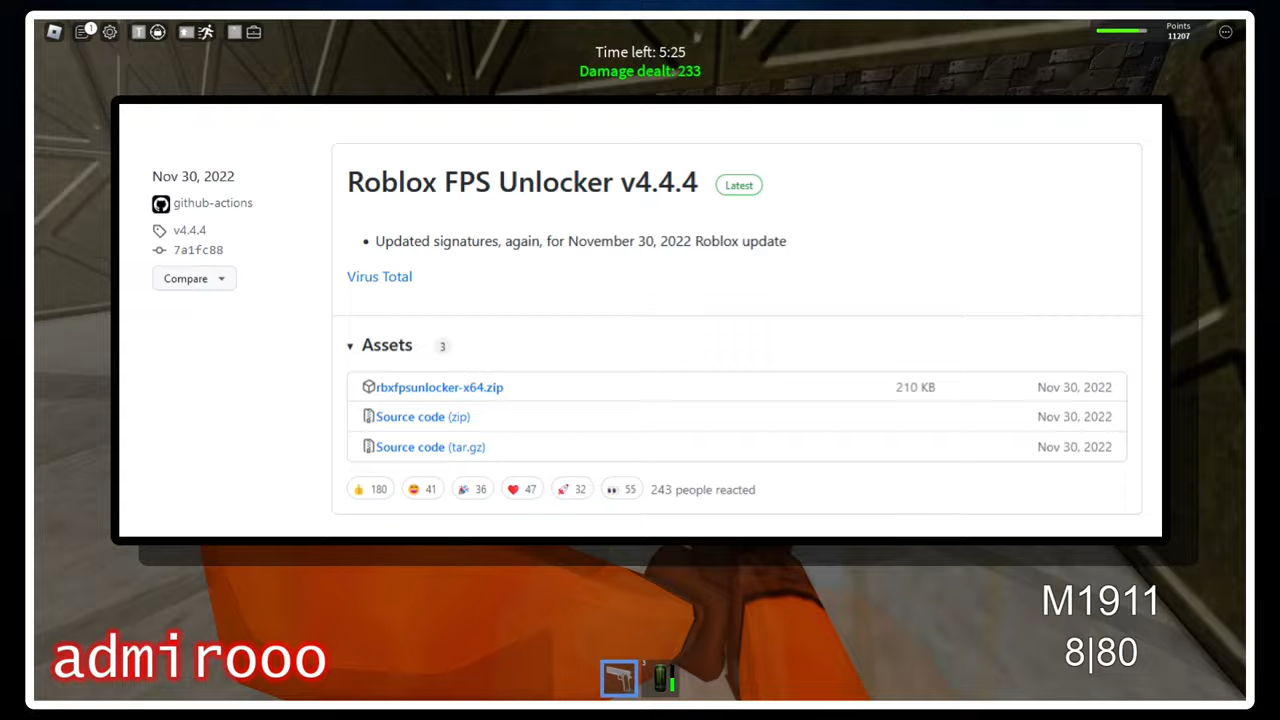 1
T
Time left: 5:25
Damage dealt: 233
Points
11207
Nov 30, 2022
github-actions
v4.4.4
7a1fc88
Compare
Roblox FPS Unlocker v4.4.4 Latest
Updated signatures, again, for November 30, 2022 Roblox update
Virus Total
Assets 3
rbxfpsunlocker-x64.zip 210 KB Nov 30, 2022
Source code (zip) Nov 30, 2022
Source code (tar.gz) Nov 30, 2022
180 41 36 47 32 55 243 people reacted
M1911
8|80
admirooo
3